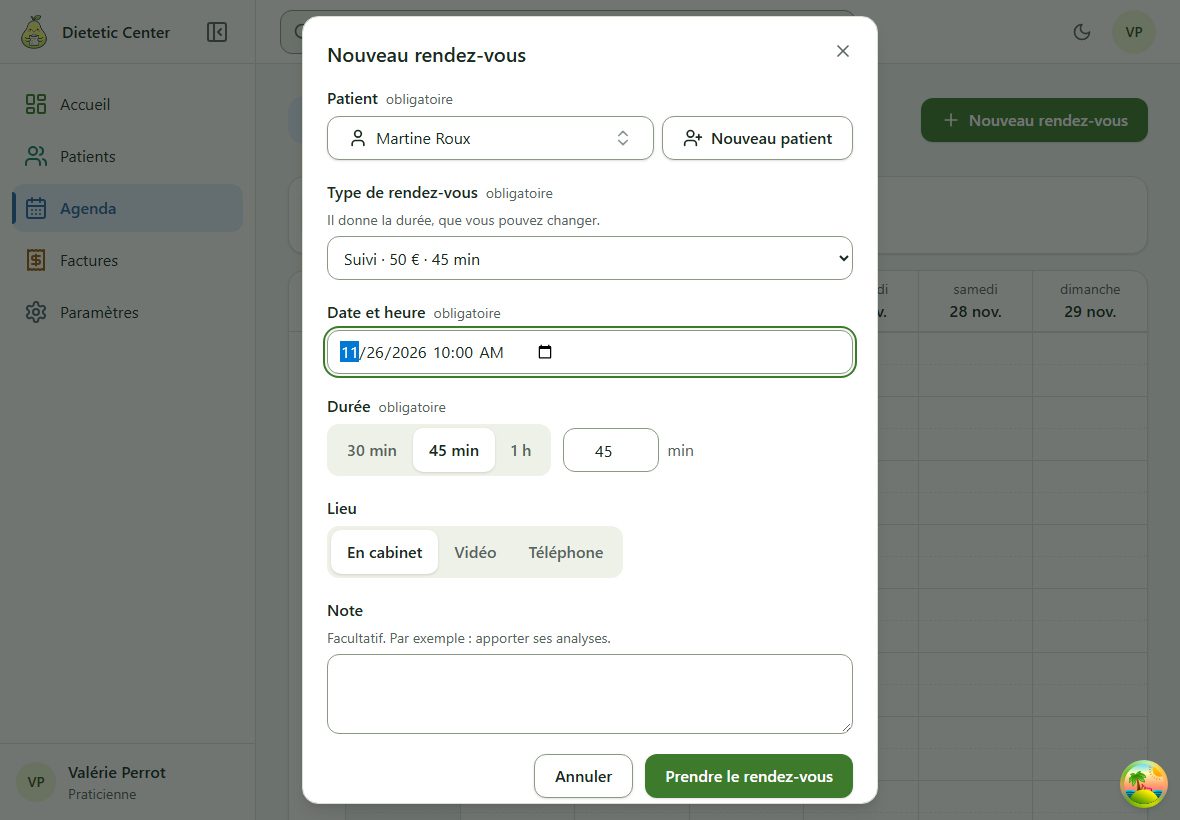 Dietetic Center
VP
Accueil
Patients
Agenda
Factures
Paramètres
Valérie Perrot
Praticienne
VP
Nouveau rendez-vous
samedi
28 nov.
dimanche
29 nov.
Nouveau rendez-vous
Patient obligatoire
Martine Roux
Nouveau patient
Type de rendez-vous obligatoire
Il donne la durée, que vous pouvez changer.
Suivi · 50 € · 45 min
Date et heure obligatoire
11/26/2026 10:00 AM
Durée obligatoire
30 min 45 min 1 h 45 min
Lieu
En cabinet Vidéo Téléphone
Note
Facultatif. Par exemple : apporter ses analyses.
Annuler Prendre le rendez-vous